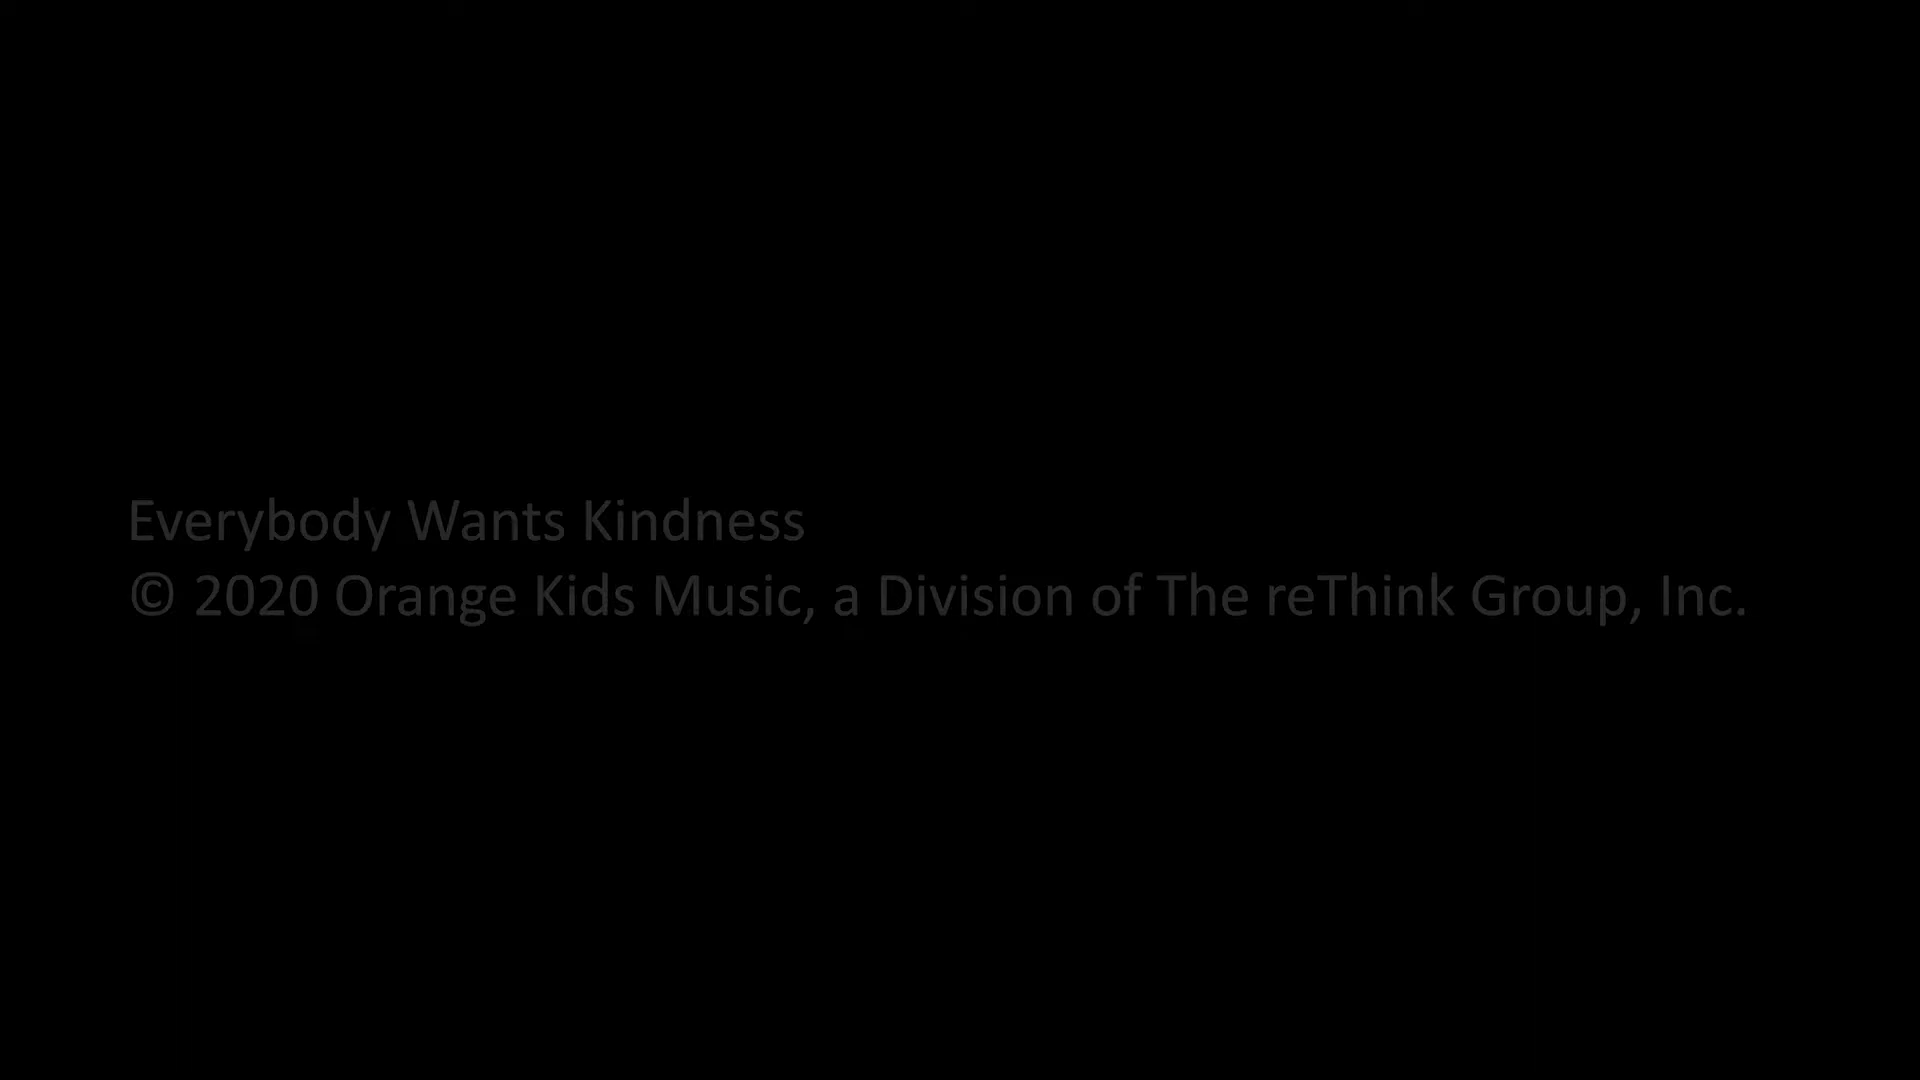 Everybody Wants Kindness
© 2020 Orange Kids Music, a Division of The reThink Group, Inc.